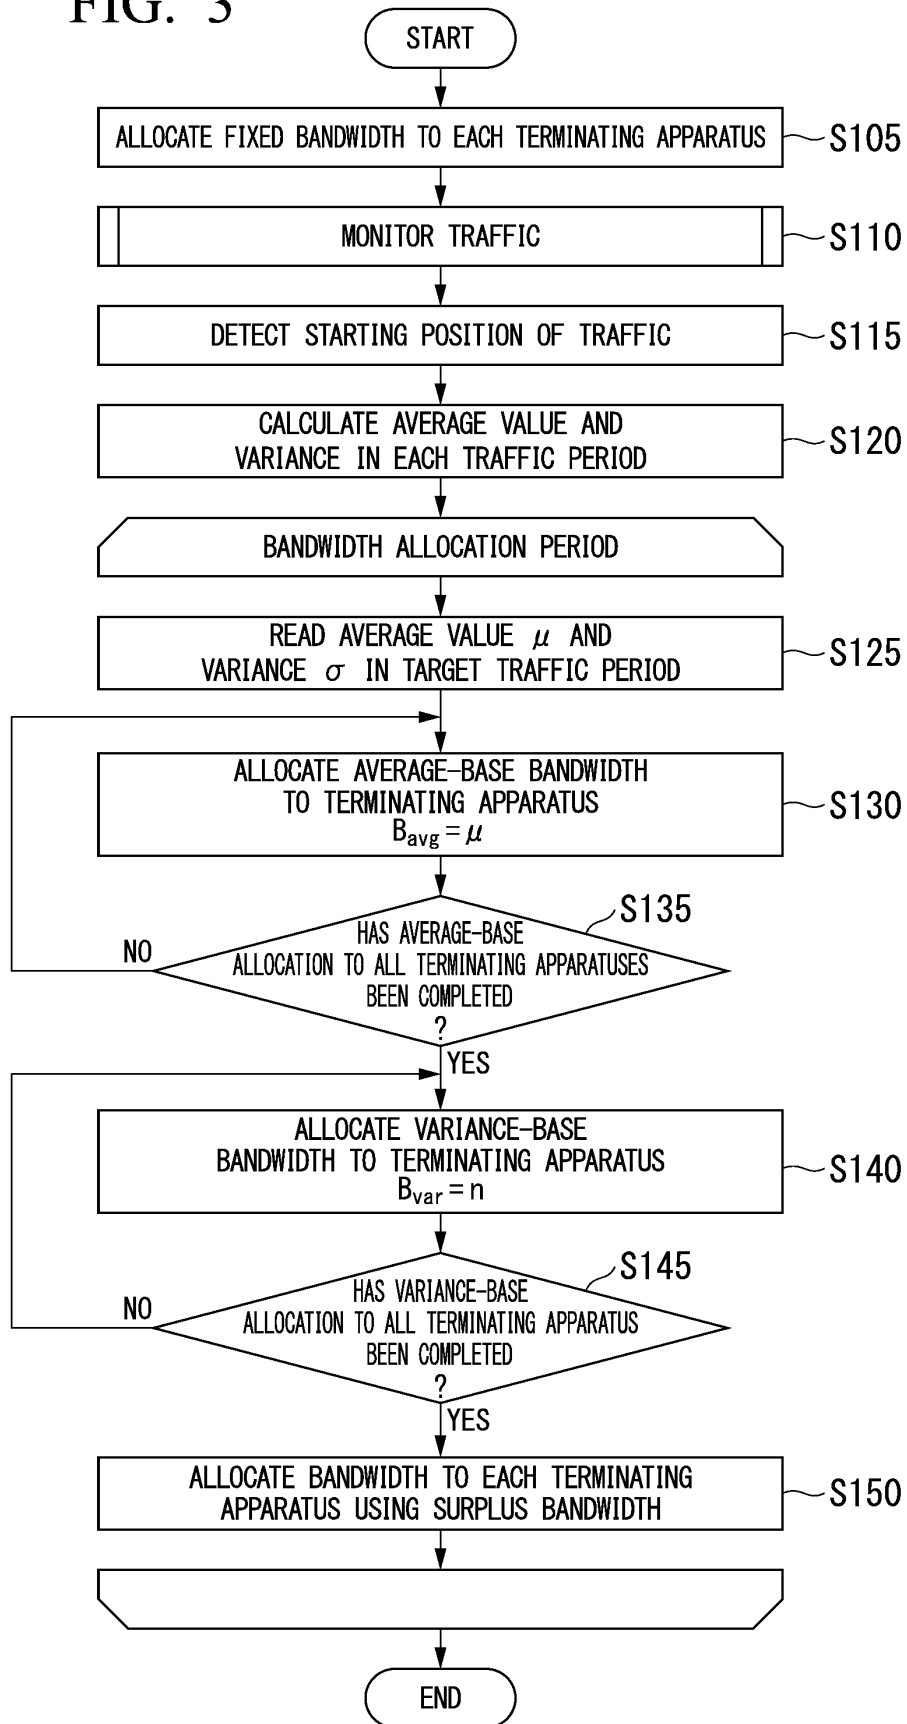 FIG. 3
START
ALLOCATE FIXED BANDWIDTH TO EACH TERMINATING APPARATUS
S105
MONITOR TRAFFIC
S110
DETECT STARTING POSITION OF TRAFFIC
S115
CALCULATE AVERAGE VALUE AND
VARIANCE IN EACH TRAFFIC PERIOD
S120
BANDWIDTH ALLOCATION PERIOD
READ AVERAGE VALUE μ AND
VARIANCE σ IN TARGET TRAFFIC PERIOD
S125
ALLOCATE AVERAGE-BASE BANDWIDTH
TO TERMINATING APPARATUS
Bavg = μ
S130
S135
HAS AVERAGE-BASE
ALLOCATION TO ALL TERMINATING APPARATUSES
BEEN COMPLETED
?
NO
YES
ALLOCATE VARIANCE-BASE
BANDWIDTH TO TERMINATING APPARATUS
Bvar = n
S140
S145
HAS VARIANCE-BASE
ALLOCATION TO ALL TERMINATING APPARATUS
BEEN COMPLETED
?
NO
YES
ALLOCATE BANDWIDTH TO EACH TERMINATING
APPARATUS USING SURPLUS BANDWIDTH
S150
END